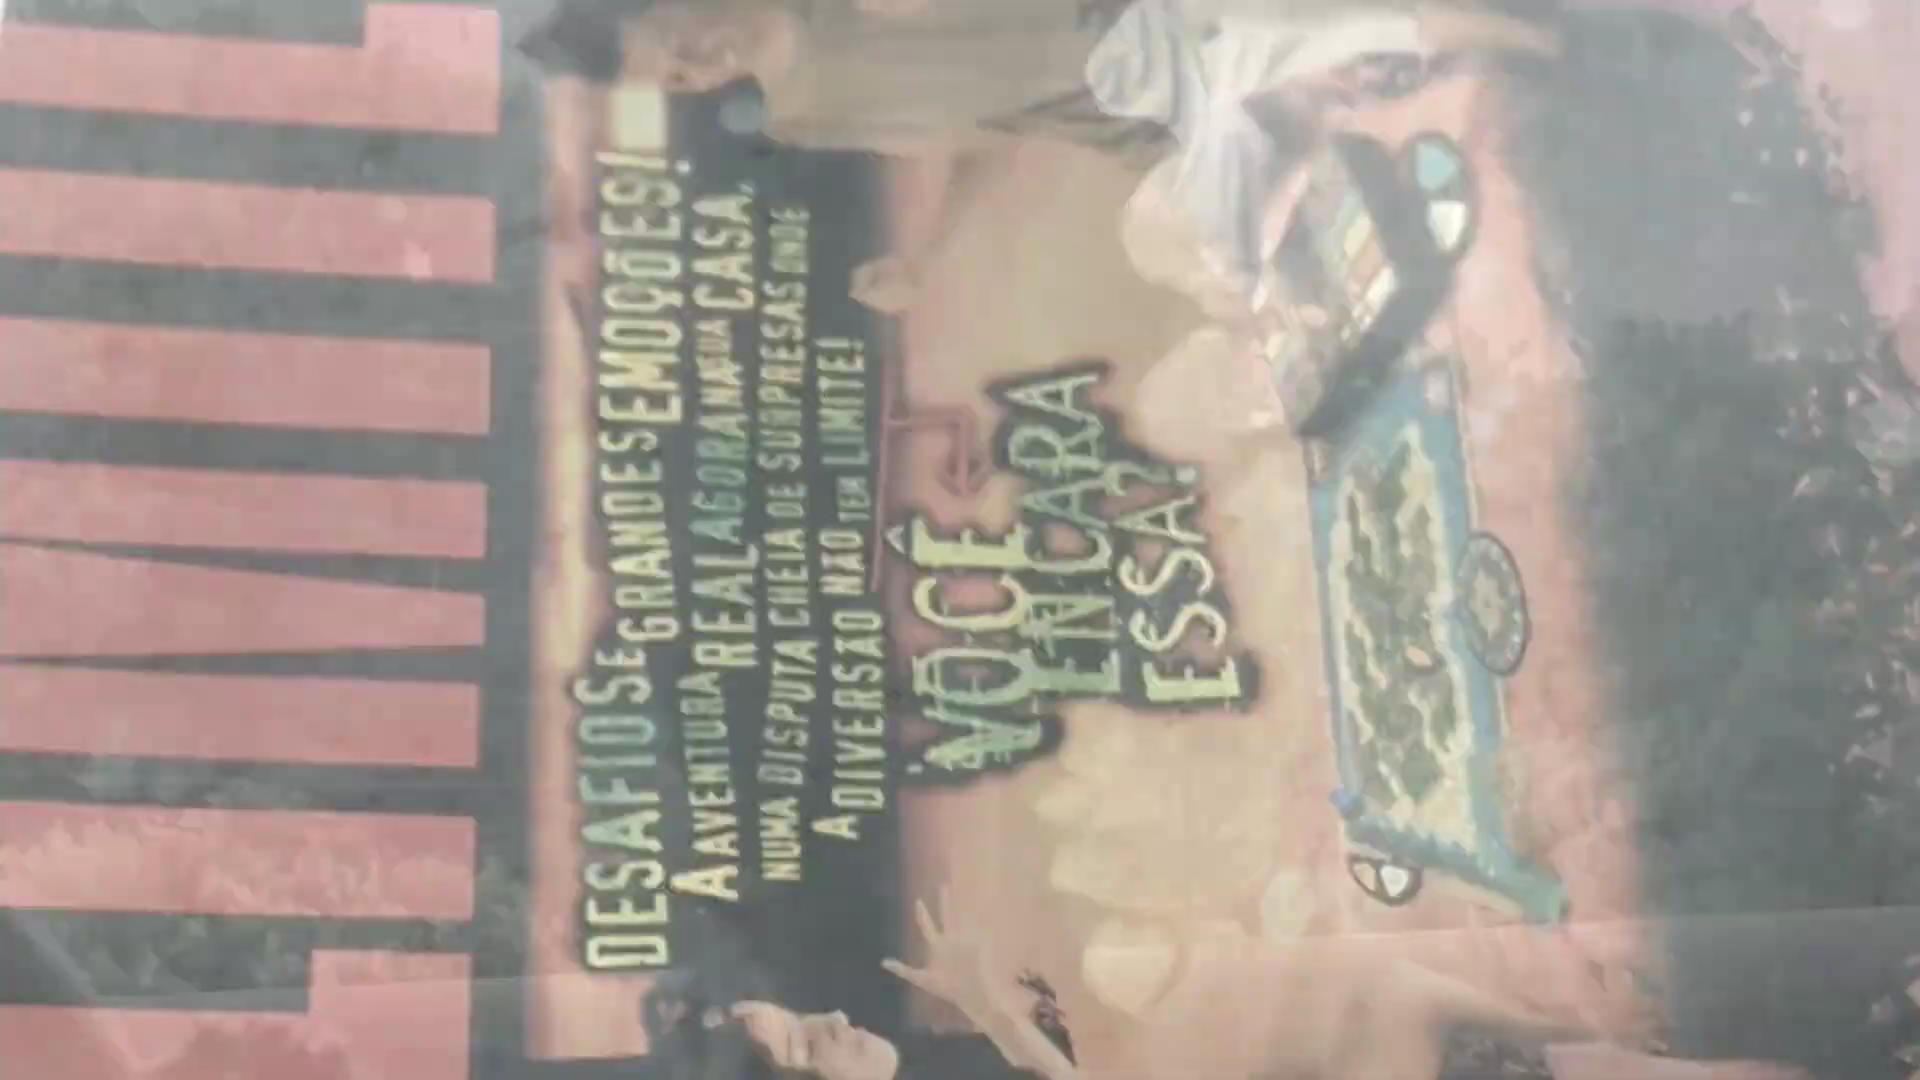 DESAFIOS E GRANDES EMOÇÕES!
A AVENTURA REAL AGORA NA SUA CASA,
NUMA DISPUTA CHEIA DE SURPRESAS ONDE
A DIVERSÃO NÃO TEM LIMITE!
VOCÊ
ENCARA
ESSA?